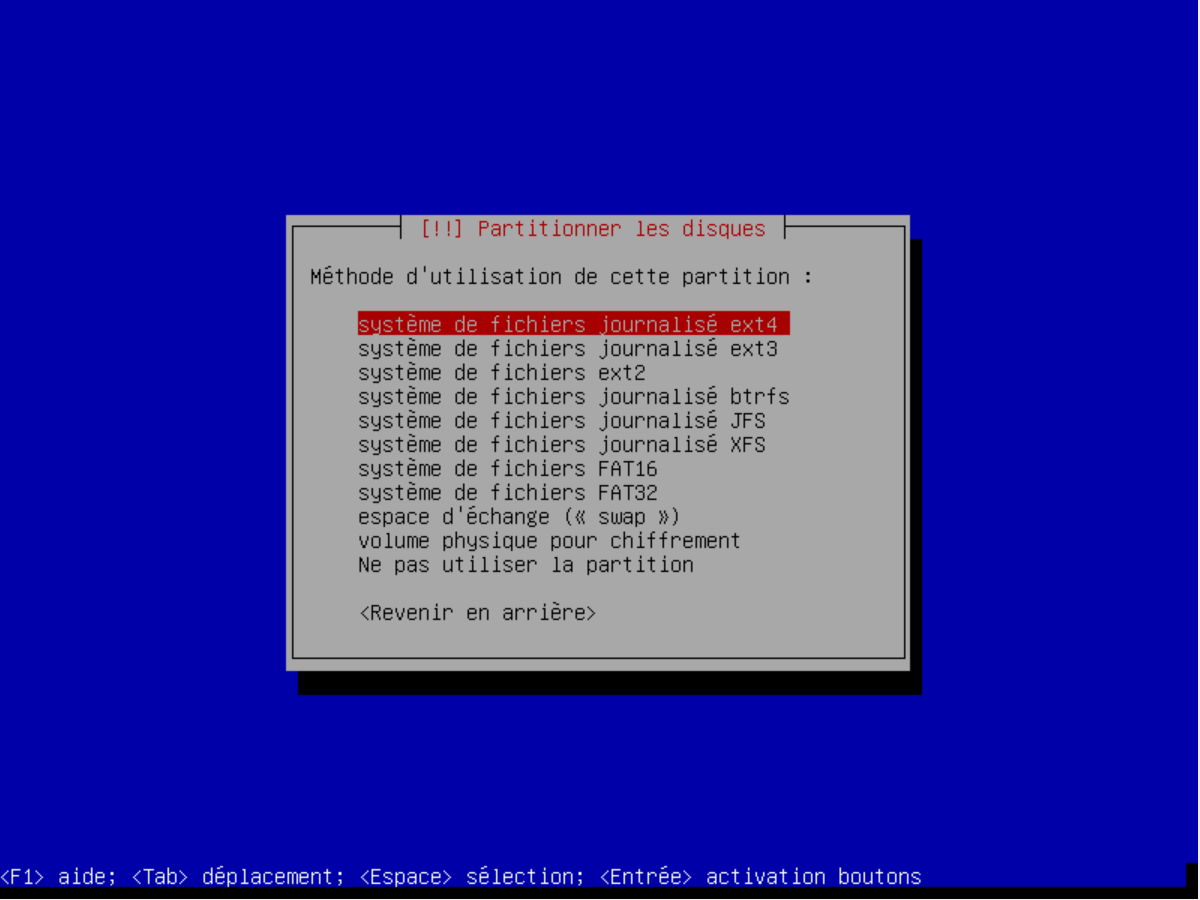 [!!] Partitionner les disques
Méthode d'utilisation de cette partition :
système de fichiers journalisé ext4
système de fichiers journalisé ext3
système de fichiers ext2
système de fichiers journalisé btrfs
système de fichiers journalisé JFS
système de fichiers journalisé XFS
système de fichiers FAT16
système de fichiers FAT32
espace d'échange (« swap »)
volume physique pour chiffrement
Ne pas utiliser la partition
<Revenir en arrière>
<F1> aide; <Tab> déplacement; <Espace> sélection; <Entrée> activation boutons